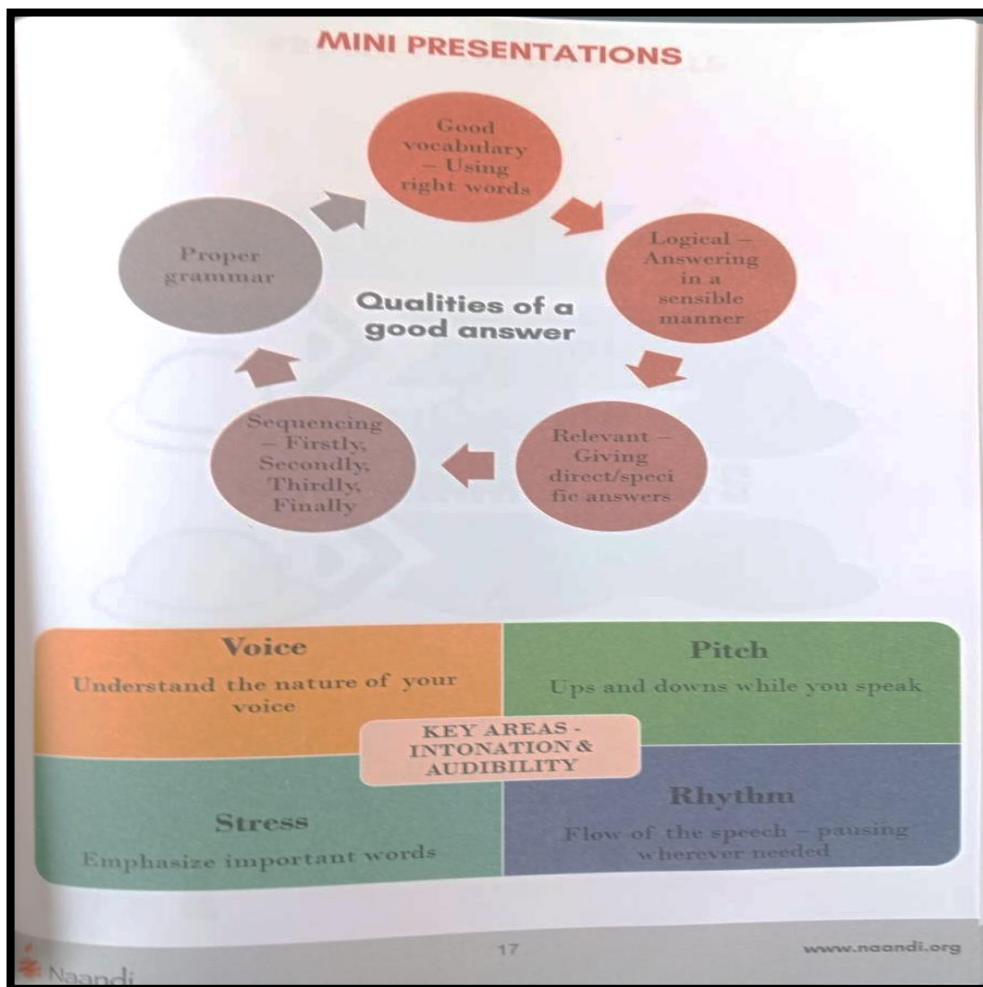 MINI PRESENTATIONS
Good
vocabulary
– Using
right words
Logical –
Answering
in a
sensible
manner
Relevant –
Giving
direct/speci
fic answers
Sequencing
– Firstly,
Secondly,
Thirdly,
Finally
Proper
grammar
Qualities of a
good answer
Voice
Understand the nature of your
voice
Pitch
Ups and downs while you speak
KEY AREAS -
INTONATION &
AUDIBILITY
Stress
Emphasize important words
Rhythm
Flow of the speech – pausing
wherever needed
Naandi
17
www.naandi.org